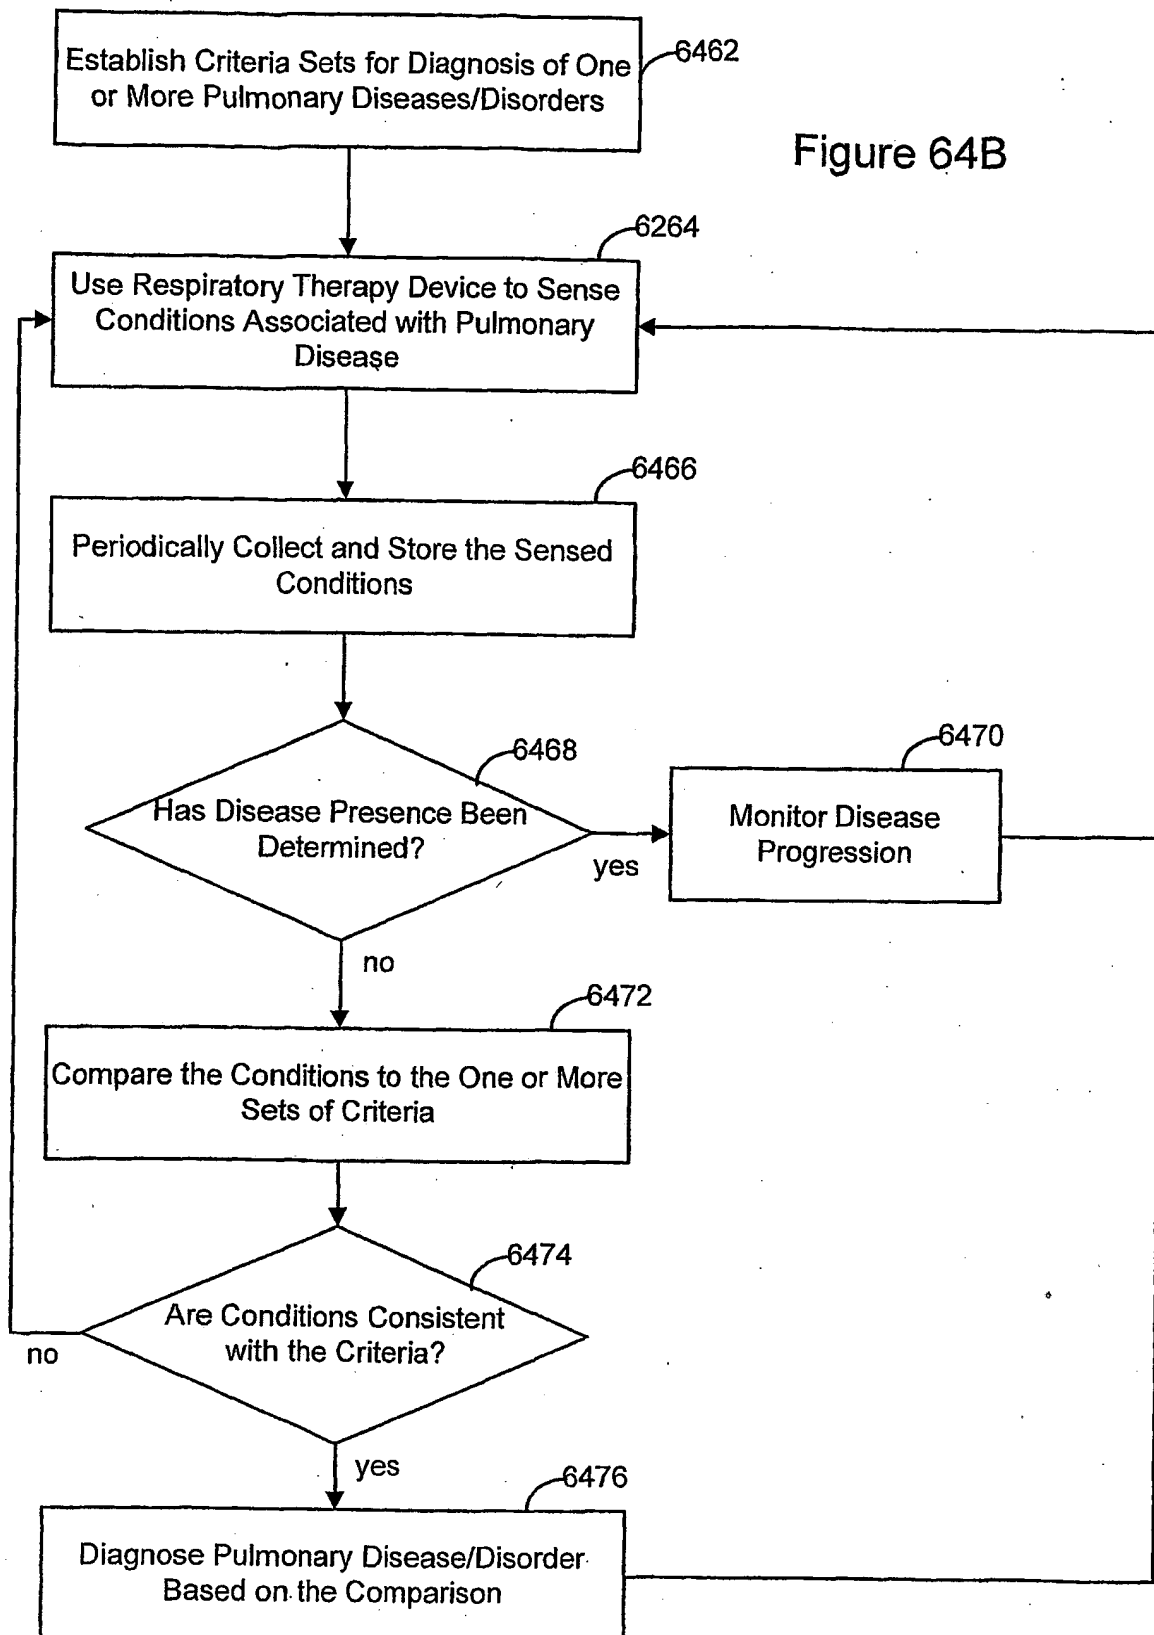 Establish Criteria Sets for Diagnosis of One
or More Pulmonary Diseases/Disorders
6462
Figure 64B
6264
Use Respiratory Therapy Device to Sense
Conditions Associated with Pulmonary
Disease
6466
Periodically Collect and Store the Sensed
Conditions
6468
Has Disease Presence Been
Determined?
yes
6470
Monitor Disease
Progression
no
6472
Compare the Conditions to the One or More
Sets of Criteria
6474
Are Conditions Consistent
with the Criteria?
no
yes
6476
Diagnose Pulmonary Disease/Disorder
Based on the Comparison